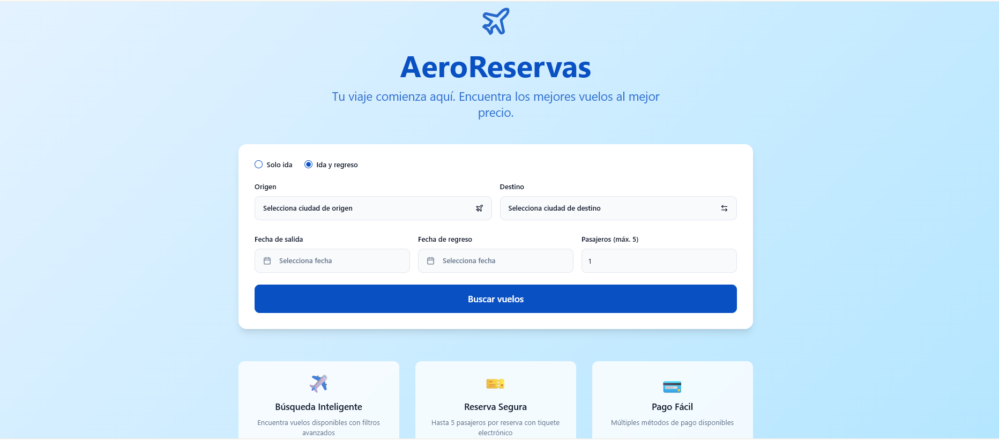 AeroReservas
Tu viaje comienza aquí. Encuentra los mejores vuelos al mejor
precio.
Solo ida
Ida y regreso
Origen
Destino
Selecciona ciudad de origen
Selecciona ciudad de destino
Fecha de salida
Fecha de regreso
Pasajeros (máx. 5)
Selecciona fecha
Selecciona fecha
1
Buscar vuelos
Búsqueda Inteligente
Encuentra vuelos disponibles con filtros
avanzados
Reserva Segura
Hasta 5 pasajeros por reserva con tiquete
electrónico
Pago Fácil
Múltiples métodos de pago disponibles